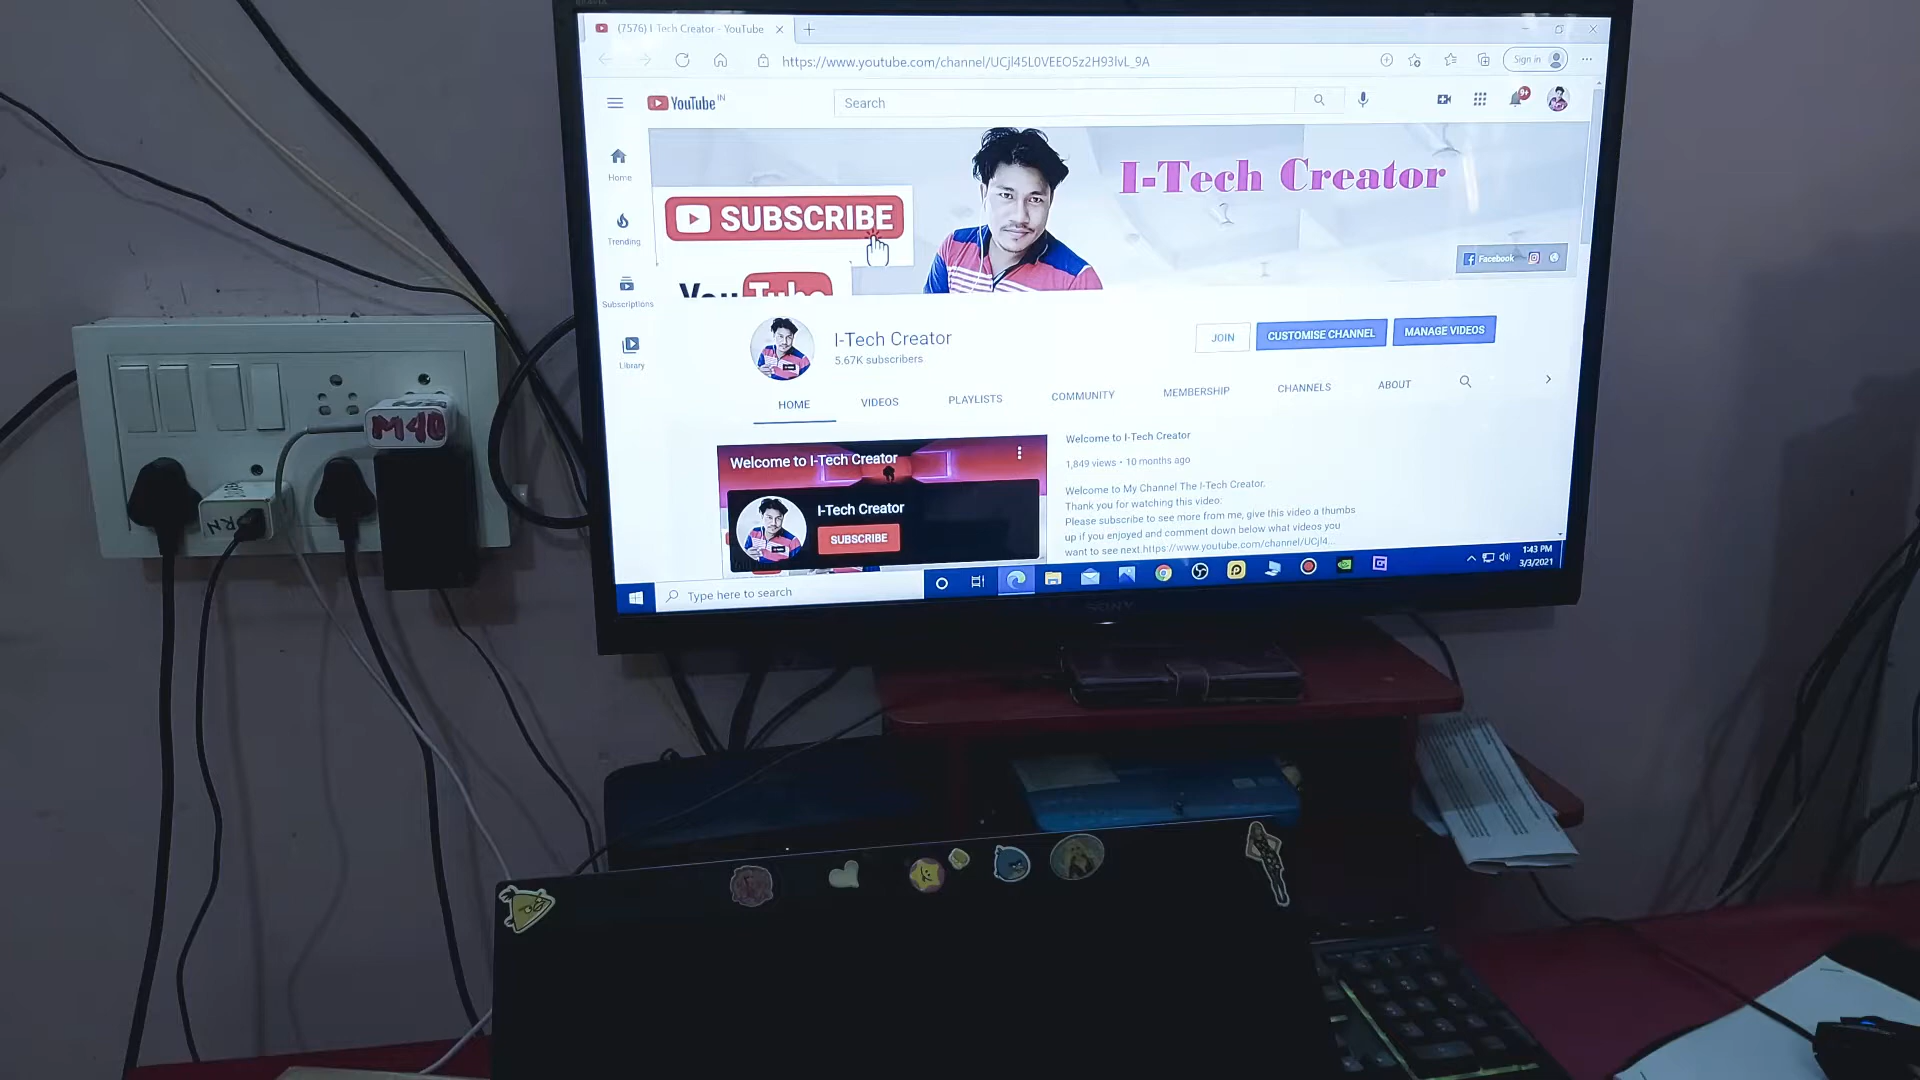 (7576) I-Tech Creator - YouTube
https://www.youtube.com/channel/UCjl45L0VEEO5z2H93lvL_9A
Sign in
YouTube IN
Search
9+
Home
Trending
Subscriptions
Library
SUBSCRIBE
YouTube
I-Tech Creator
Facebook
I-Tech Creator
5.67K subscribers
JOIN
CUSTOMISE CHANNEL
MANAGE VIDEOS
HOME VIDEOS PLAYLISTS COMMUNITY MEMBERSHIP CHANNELS ABOUT
Welcome to I-Tech Creator
I-Tech Creator
SUBSCRIBE
Welcome to I-Tech Creator
1,849 views • 10 months ago
Welcome to My Channel The I-Tech Creator.
Thank you for watching this video:
Please subscribe to see more from me, give this video a thumbs
up if you enjoyed and comment down below what videos you
want to see next.https://www.youtube.com/channel/UCjl4...
Type here to search
1:43 PM
3/3/2021
SONY
M40